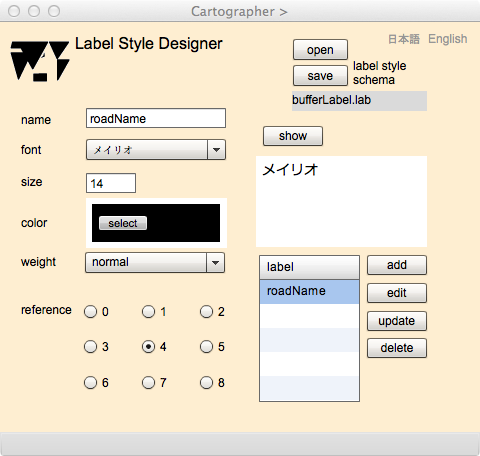 Cartographer >
日本語 English
Label Style Designer
open
save
label style
schema
bufferLabel.lab
name
roadName
show
font
メイリオ
メイリオ
size
14
color
select
weight
normal
label
roadName
add
edit
update
delete
reference
0 1 2
3 4 5
6 7 8